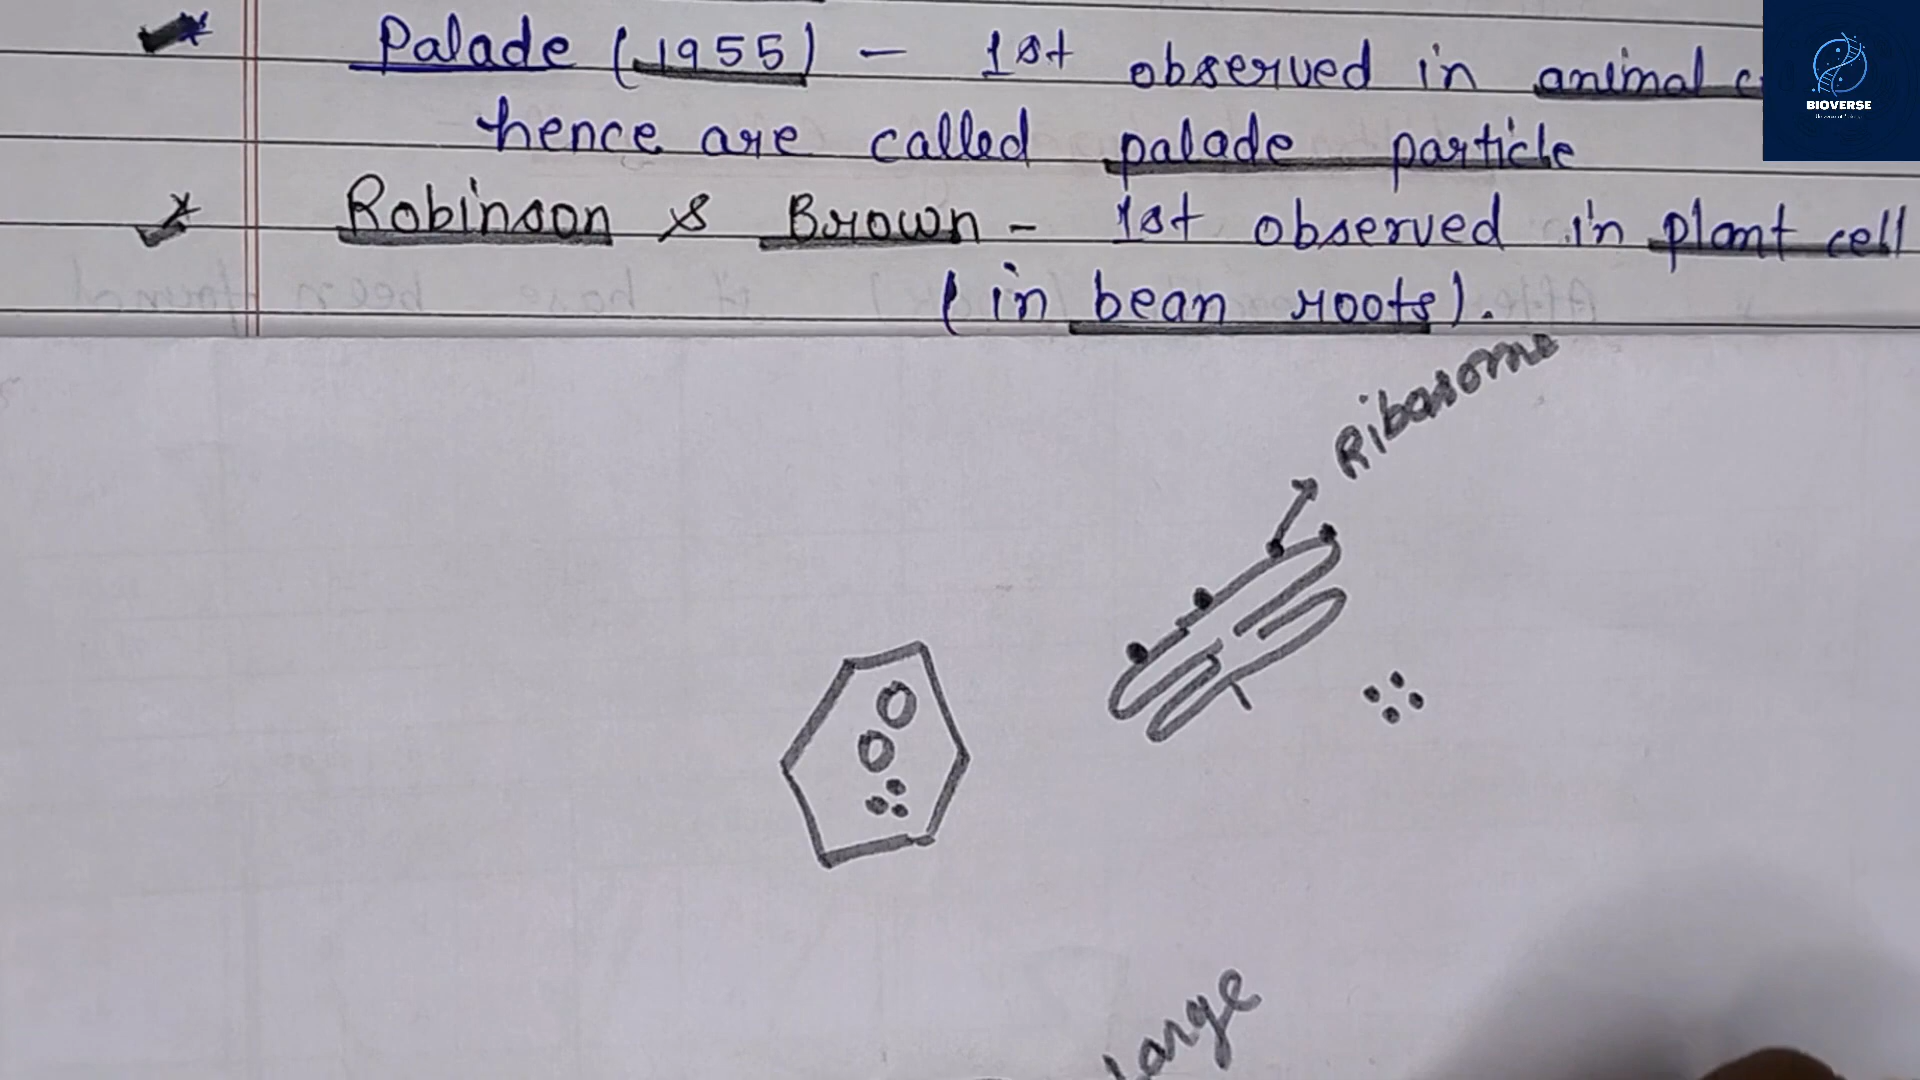 Palade (1955) - 1st observed in animal
hence are called palade particle
Robinson & Brown - 1st observed in plant cell
(in bean roots).
Ribosome
Large
BIOVERSE